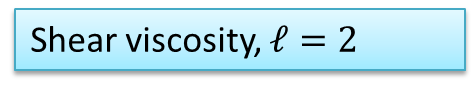 Shear viscosity, ℓ = 2